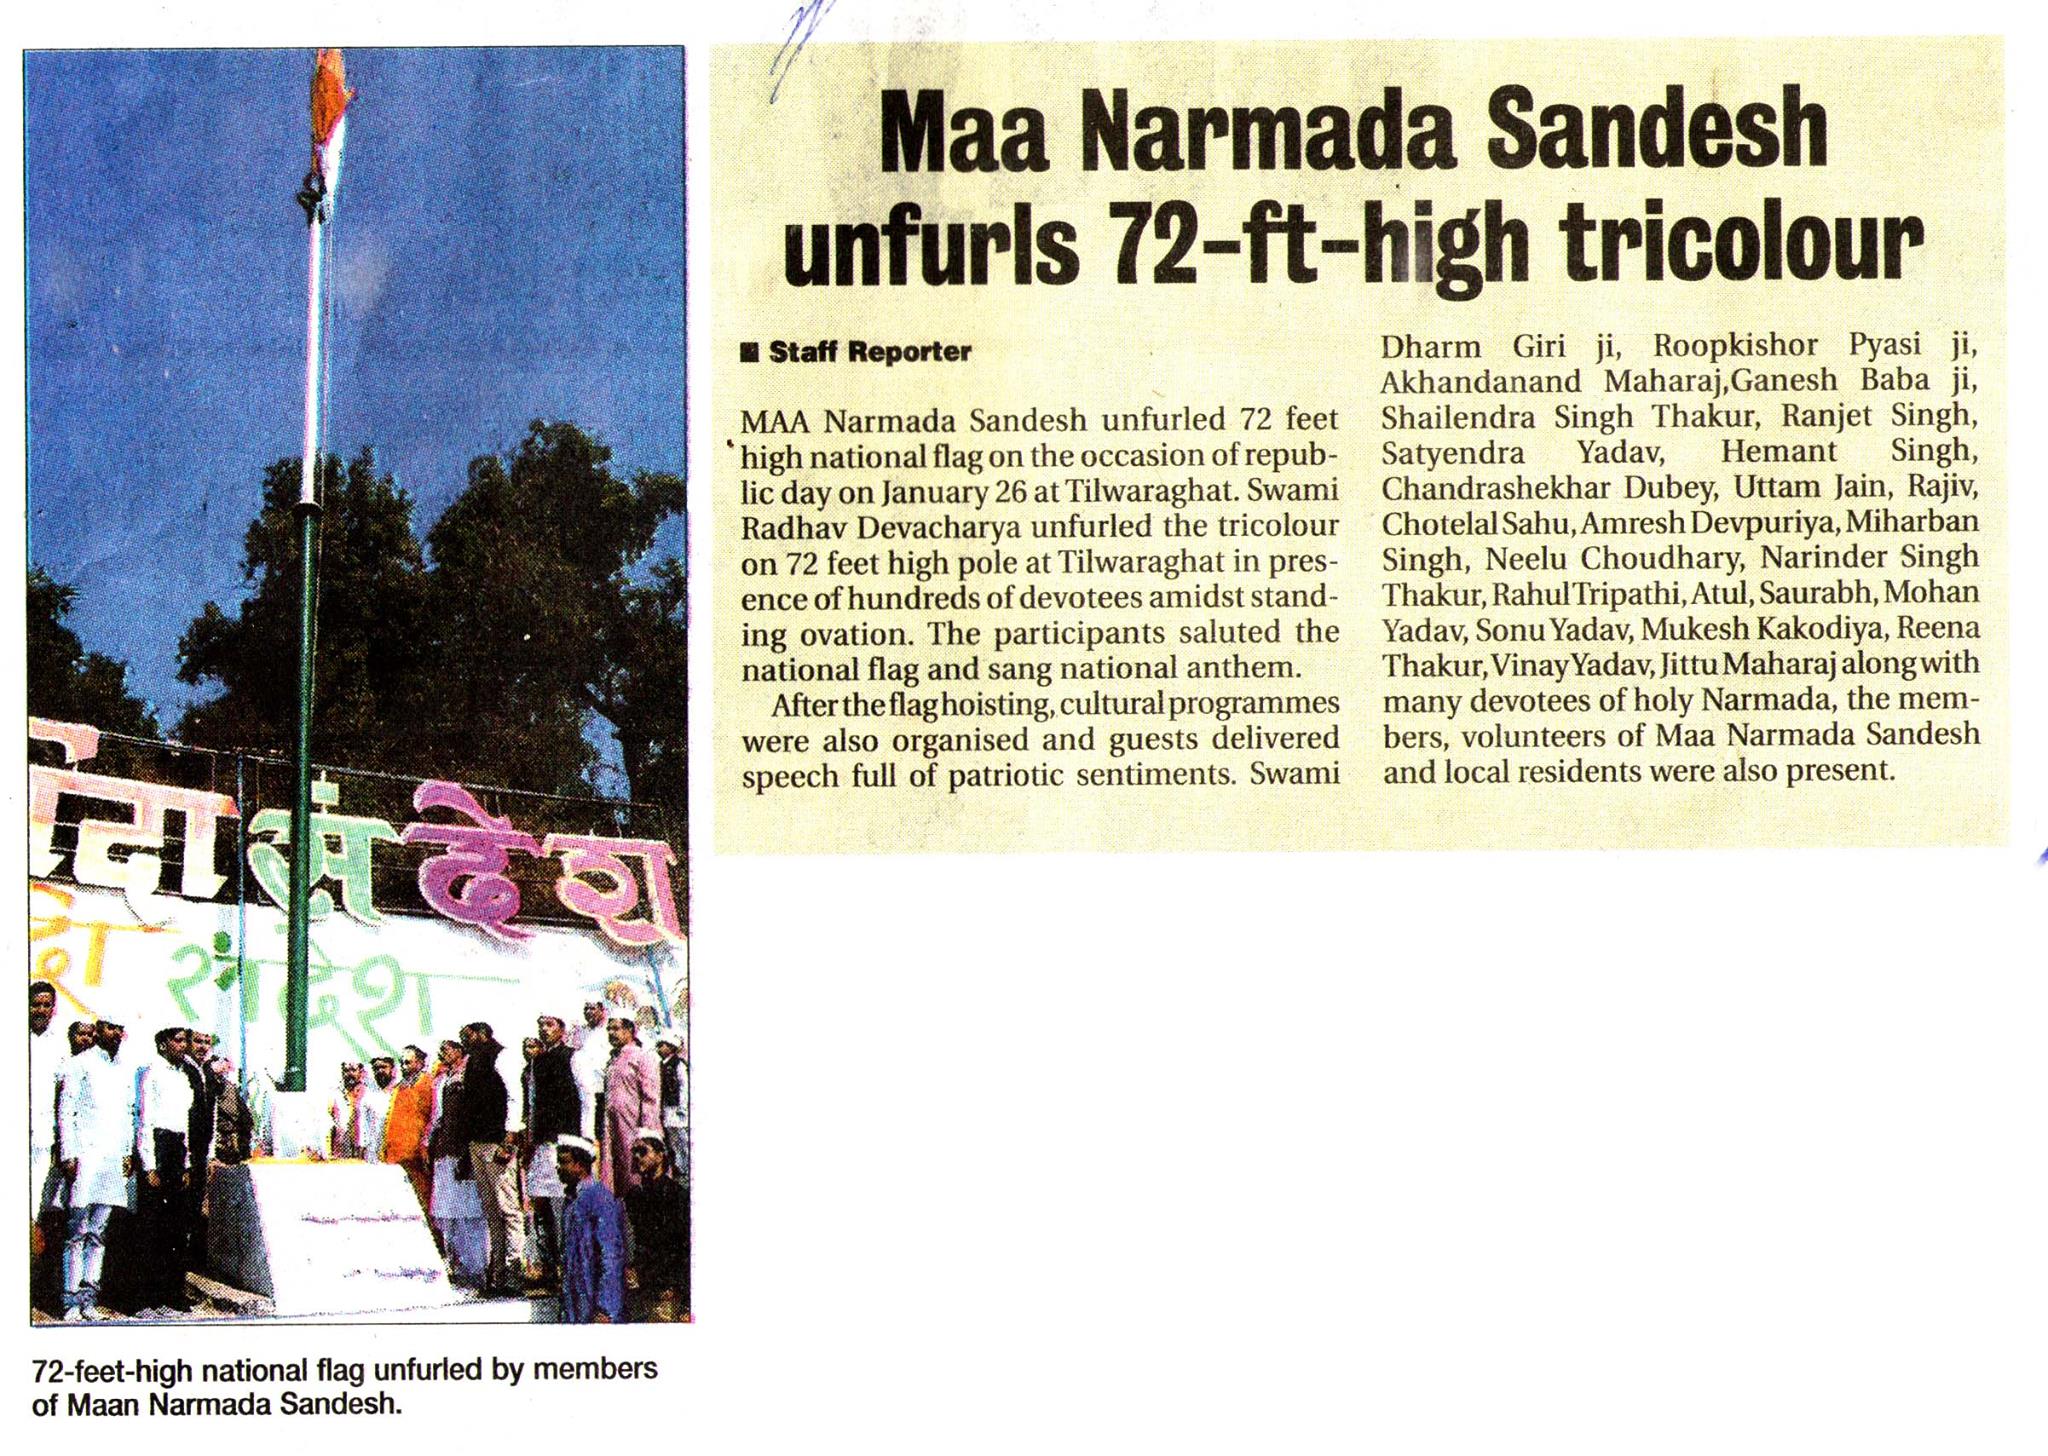 Maa Narmada Sandesh
unfurls 72-ft-high tricolour
■ Staff Reporter
MAA Narmada Sandesh unfurled 72 feet
high national flag on the occasion of repub-
lic day on January 26 at Tilwaraghat. Swami
Radhav Devacharya unfurled the tricolour
on 72 feet high pole at Tilwaraghat in pres-
ence of hundreds of devotees amidst stand-
ing ovation. The participants saluted the
national flag and sang national anthem.
After the flag hoisting, cultural programmes
were also organised and guests delivered
speech full of patriotic sentiments. Swami
Dharm Giri ji, Roopkishor Pyasi ji,
Akhandanand Maharaj,Ganesh Baba ji,
Shailendra Singh Thakur, Ranjet Singh,
Satyendra Yadav, Hemant Singh,
Chandrashekhar Dubey, Uttam Jain, Rajiv,
Chotelal Sahu, Amresh Devpuriya, Miharban
Singh, Neelu Choudhary, Narinder Singh
Thakur, Rahul Tripathi, Atul, Saurabh, Mohan
Yadav, Sonu Yadav, Mukesh Kakodiya, Reena
Thakur, Vinay Yadav, Jittu Maharaj along with
many devotees of holy Narmada, the mem-
bers, volunteers of Maa Narmada Sandesh
and local residents were also present.
संदेश
संदेश
72-feet-high national flag unfurled by members
of Maan Narmada Sandesh.